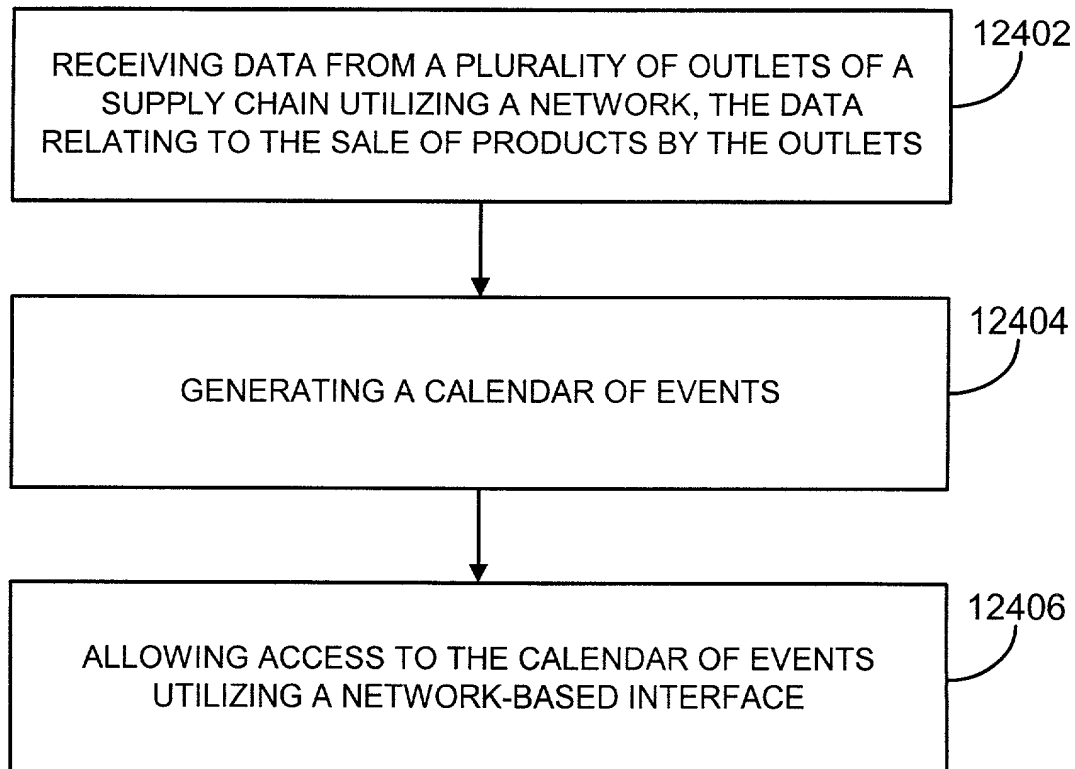 12402
RECEIVING DATA FROM A PLURALITY OF OUTLETS OF A
SUPPLY CHAIN UTILIZING A NETWORK, THE DATA
RELATING TO THE SALE OF PRODUCTS BY THE OUTLETS
12404
GENERATING A CALENDAR OF EVENTS
12406
ALLOWING ACCESS TO THE CALENDAR OF EVENTS
UTILIZING A NETWORK-BASED INTERFACE